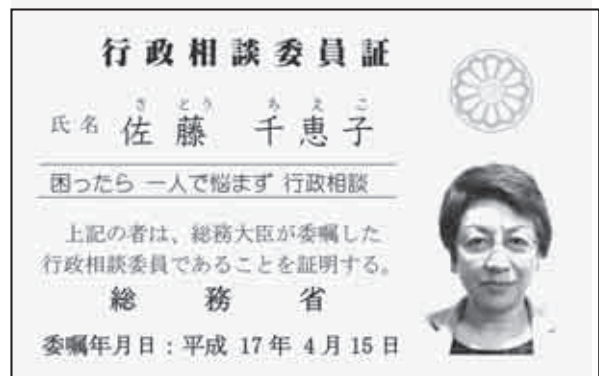 行政相談委員証
さとう ちえこ
氏名 佐藤 千恵子
困ったら 一人で悩まず 行政相談
上記の者は、総務大臣が委嘱した
行政相談委員であることを証明する。
総務省
委嘱年月日：平成 17年 4月15日